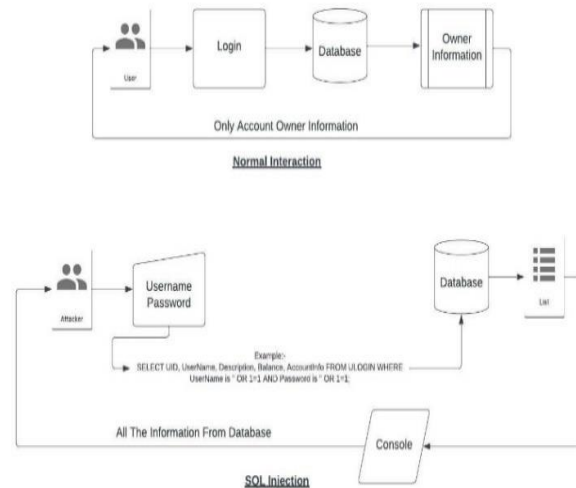 User
Login
Database
Owner
Information
Only Account Owner Information
Normal Interaction
Attacker
Username
Password
Database
List
Example:-
SELECT UID, UserName, Description, Balance, AccountInfo FROM ULOGIN WHERE
UserName is '' OR 1=1 AND Password is '' OR 1=1;
All The Information From Database
Console
SQL Injection